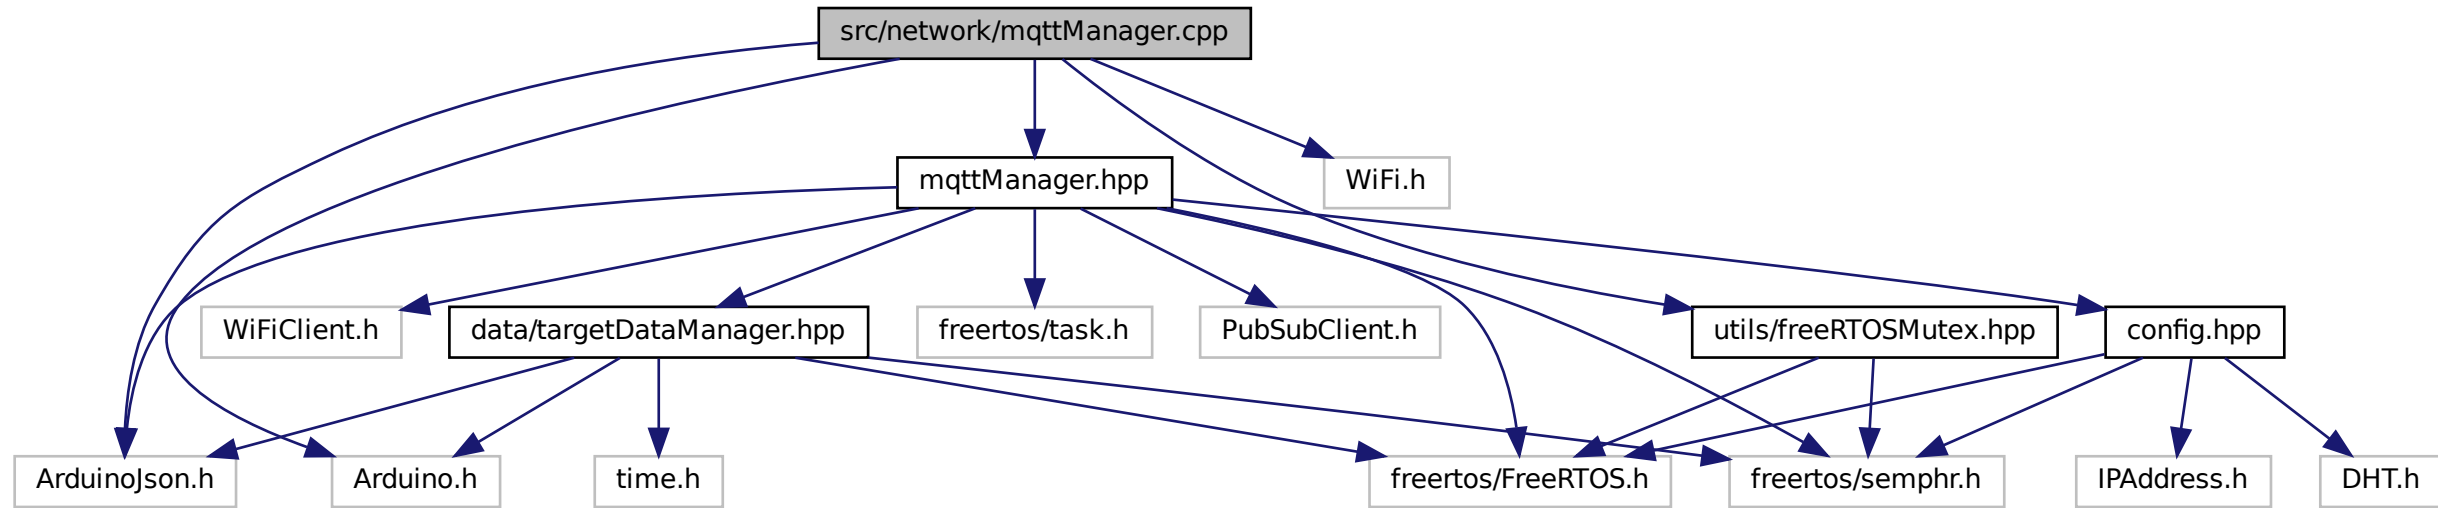 src/network/mqttManager.cpp
mqttManager.hpp
WiFi.h
WiFiClient.h
data/targetDataManager.hpp
freertos/task.h
PubSubClient.h
utils/freeRTOSMutex.hpp
config.hpp
ArduinoJson.h
Arduino.h
time.h
freertos/FreeRTOS.h
freertos/semphr.h
IPAddress.h
DHT.h